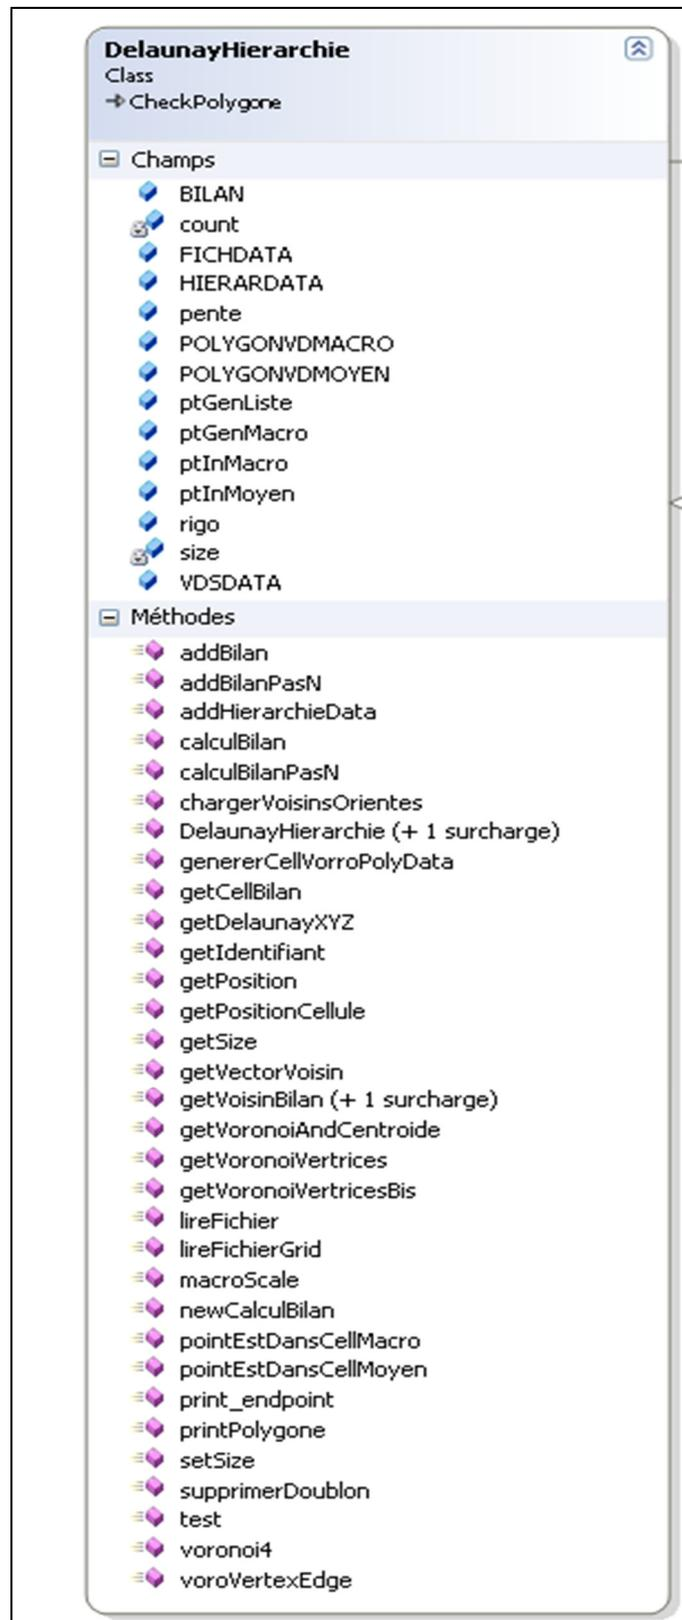 DelaunayHierarchie
Class
CheckPolygone
Champs
BILAN
count
FICHDATA
HIERARDATA
pente
POLYGONVDMACRO
POLYGONVDMOYEN
ptGenListe
ptGenMacro
ptInMacro
ptInMoyen
rigo
size
VDSDATA
Méthodes
addBilan
addBilanPasN
addHierarchieData
calculBilan
calculBilanPasN
chargerVoisinsOrientes
DelaunayHierarchie (+ 1 surcharge)
genererCellVorroPolyData
getCellBilan
getDelaunayXYZ
getIdentifiant
getPosition
getPositionCellule
getSize
getVectorVoisin
getVoisinBilan (+ 1 surcharge)
getVoronoiAndCentroide
getVoronoiVertrices
getVoronoiVertricesBis
lireFichier
lireFichierGrid
macroScale
newCalculBilan
pointEstDansCellMacro
pointEstDansCellMoyen
print_endpoint
printPolygone
setSize
supprimerDoublon
test
voronoi4
voroVertexEdge